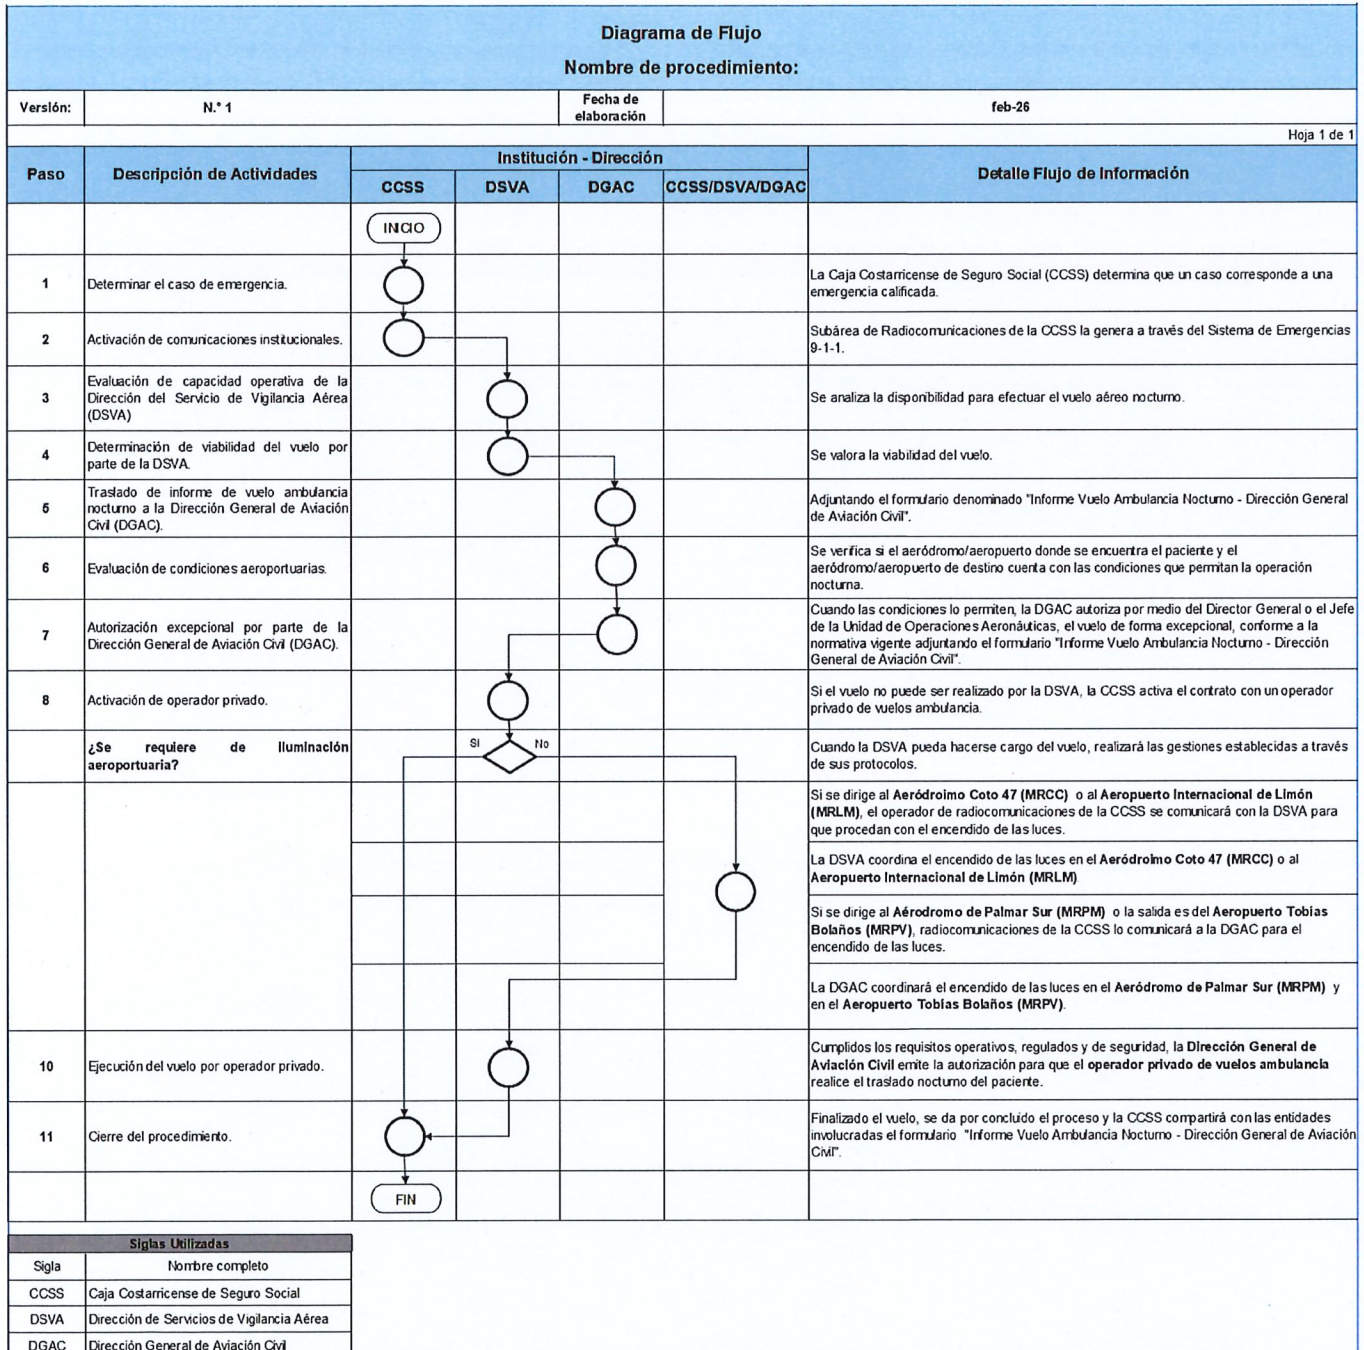 Diagrama de Flujo
Nombre de procedimiento:
Versión:
N.° 1
Fecha de
elaboración
feb-26
Hoja 1 de 1
Paso
Descripción de Actividades
Institución - Dirección
CCSS
DSVA
DGAC
CCSS/DSVA/DGAC
Detalle Flujo de Información
INICIO
1
Determinar el caso de emergencia.
La Caja Costarricense de Seguro Social (CCSS) determina que un caso corresponde a una
emergencia calificada.
2
Activación de comunicaciones institucionales.
Subárea de Radiocomunicaciones de la CCSS la genera a través del Sistema de Emergencias
9-1-1.
3
Evaluación de capacidad operativa de la
Dirección del Servicio de Vigilancia Aérea
(DSVA)
Se analiza la disponibilidad para efectuar el vuelo aéreo nocturno.
4
Determinación de viabilidad del vuelo por
parte de la DSVA.
Se valora la viabilidad del vuelo.
5
Traslado de informe de vuelo ambulancia
nocturno a la Dirección General de Aviación
Civil (DGAC).
Adjuntando el formulario denominado "Informe Vuelo Ambulancia Nocturno - Dirección General
de Aviación Civil".
6
Evaluación de condiciones aeroportuarias.
Se verifica si el aeródromo/aeropuerto donde se encuentra el paciente y el
aeródromo/aeropuerto de destino cuenta con las condiciones que permitan la operación
nocturna.
7
Autorización excepcional por parte de la
Dirección General de Aviación Civil (DGAC).
Cuando las condiciones lo permiten, la DGAC autoriza por medio del Director General o el Jefe
de la Unidad de Operaciones Aeronáuticas, el vuelo de forma excepcional, conforme a la
normativa vigente adjuntando el formulario "Informe Vuelo Ambulancia Nocturno - Dirección
General de Aviación Civil".
8
Activación de operador privado.
Si el vuelo no puede ser realizado por la DSVA, la CCSS activa el contrato con un operador
privado de vuelos ambulancia.
¿Se requiere de iluminación
aeroportuaria?
Si
No
Cuando la DSVA pueda hacerse cargo del vuelo, realizará las gestiones establecidas a través
de sus protocolos.
Si se dirige al Aeródroimo Coto 47 (MRCC) o al Aeropuerto Internacional de Limón
(MRLM), el operador de radiocomunicaciones de la CCSS se comunicará con la DSVA para
que procedan con el encendido de las luces.
La DSVA coordina el encendido de las luces en el Aeródroimo Coto 47 (MRCC) o al
Aeropuerto Internacional de Limón (MRLM)
Si se dirige al Aérodromo de Palmar Sur (MRPM) o la salida es del Aeropuerto Tobias
Bolaños (MRPV), radiocomunicaciones de la CCSS lo comunicará a la DGAC para el
encendido de las luces.
La DGAC coordinará el encendido de las luces en el Aeródromo de Palmar Sur (MRPM) y
en el Aeropuerto Tobías Bolaños (MRPV).
10
Ejecución del vuelo por operador privado.
Cumplidos los requisitos operativos, regulados y de seguridad, la Dirección General de
Aviación Civil emite la autorización para que el operador privado de vuelos ambulancia
realice el traslado nocturno del paciente.
11
Cierre del procedimiento.
Finalizado el vuelo, se da por concluido el proceso y la CCSS compartirá con las entidades
involucradas el formulario "Informe Vuelo Ambulancia Nocturno - Dirección General de Aviación
Civil".
FIN
Siglas Utilizadas
Sigla
Nombre completo
CCSS
Caja Costarricense de Seguro Social
DSVA
Dirección de Servicios de Vigilancia Aérea
DGAC
Dirección General de Aviación Civil